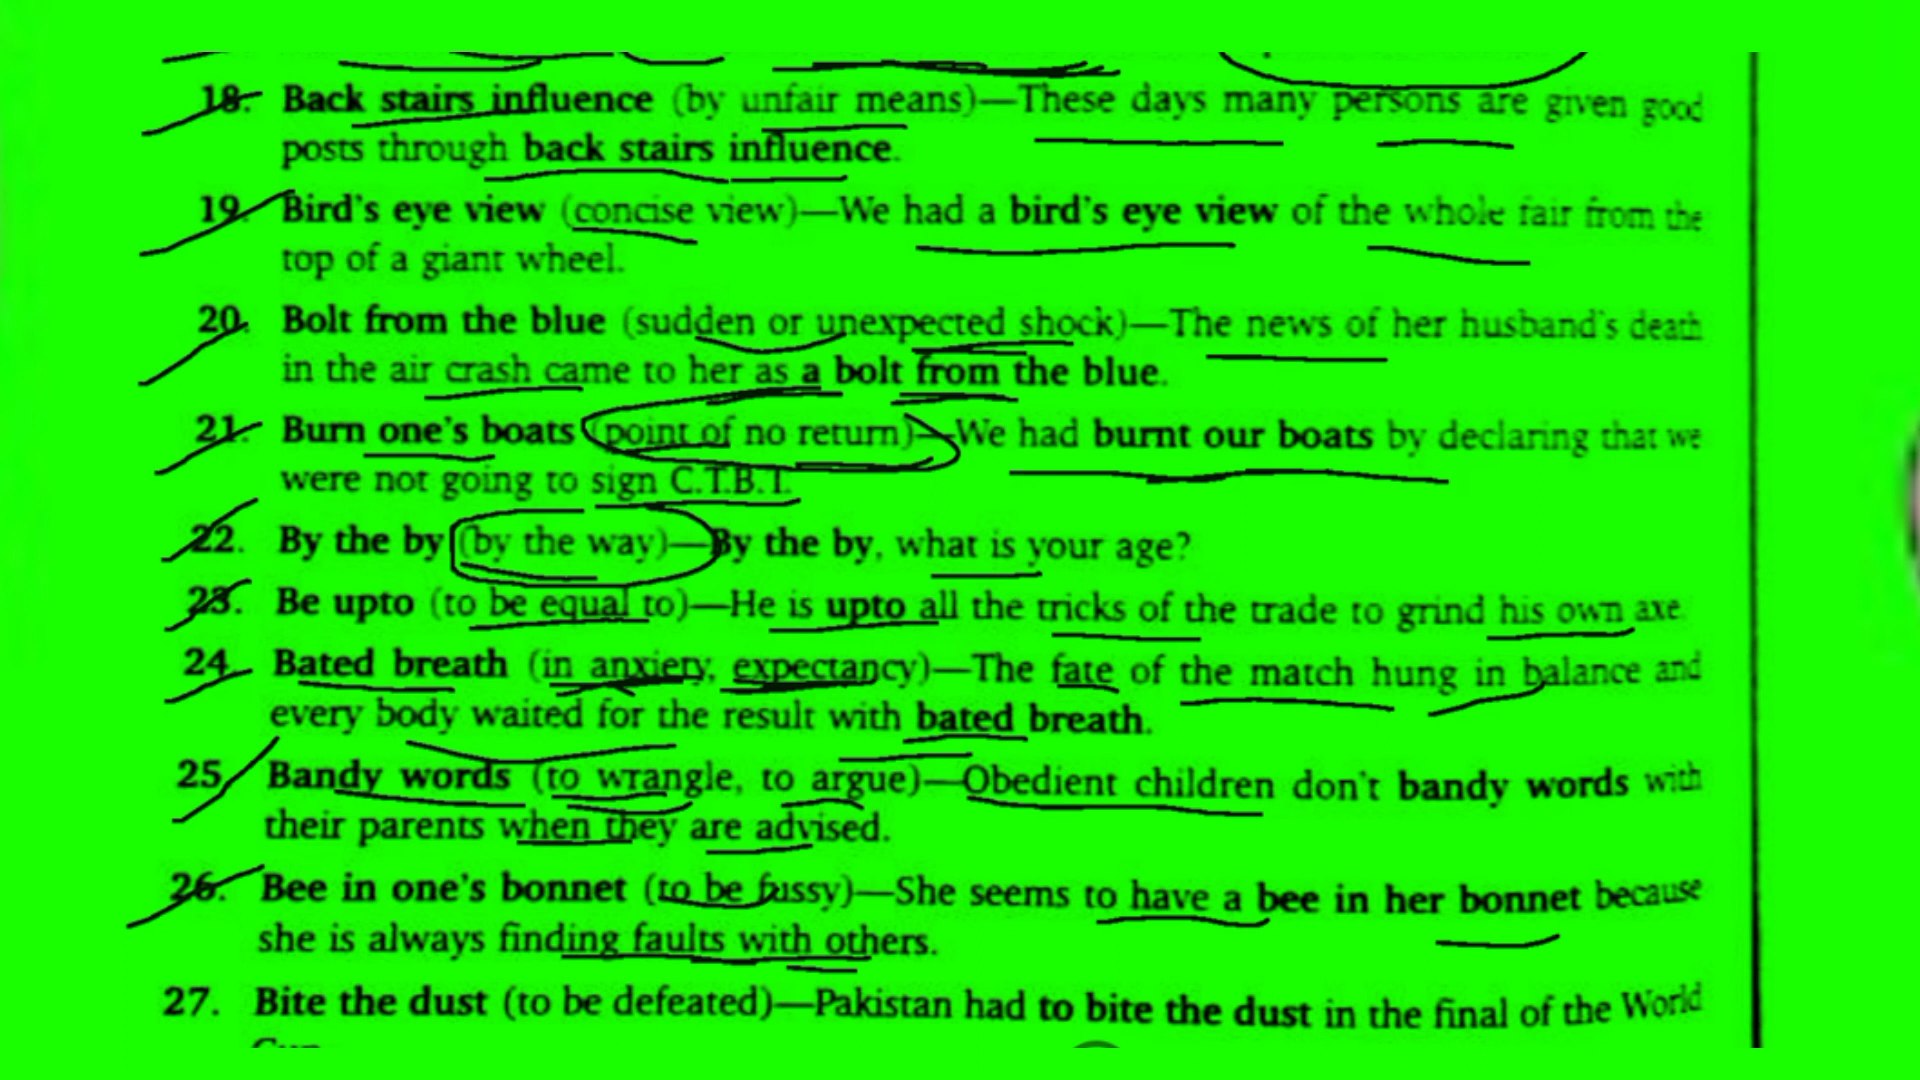 18. Back stairs influence (by unfair means)—These days many persons are given good
posts through back stairs influence.
19. Bird's eye view (concise view)—We had a bird's eye view of the whole fair from the
top of a giant wheel.
20. Bolt from the blue (sudden or unexpected shock)—The news of her husband's death
in the air crash came to her as a bolt from the blue.
21. Burn one's boats (point of no return)—We had burnt our boats by declaring that we
were not going to sign C.T.B.T.
22. By the by (by the way)—By the by, what is your age?
23. Be upto (to be equal to)—He is upto all the tricks of the trade to grind his own axe.
24. Bated breath (in anxiety, expectancy)—The fate of the match hung in balance and
every body waited for the result with bated breath.
25. Bandy words (to wrangle, to argue)—Obedient children don't bandy words with
their parents when they are advised.
26. Bee in one's bonnet (to be fussy)—She seems to have a bee in her bonnet because
she is always finding faults with others.
27. Bite the dust (to be defeated)—Pakistan had to bite the dust in the final of the World